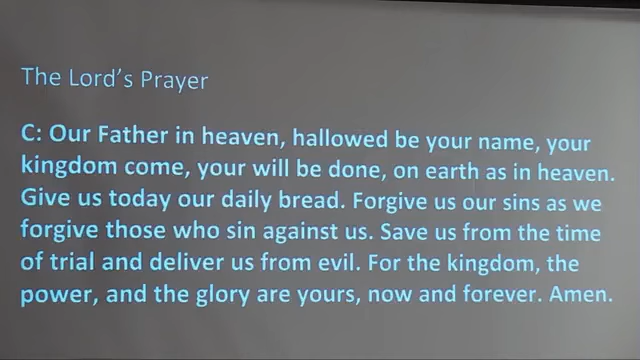 The Lord's Prayer
C: Our Father in heaven, hallowed be your name, your
kingdom come, your will be done, on earth as in heaven.
Give us today our daily bread. Forgive us our sins as we
forgive those who sin against us. Save us from the time
of trial and deliver us from evil. For the kingdom, the
power, and the glory are yours, now and forever. Amen.